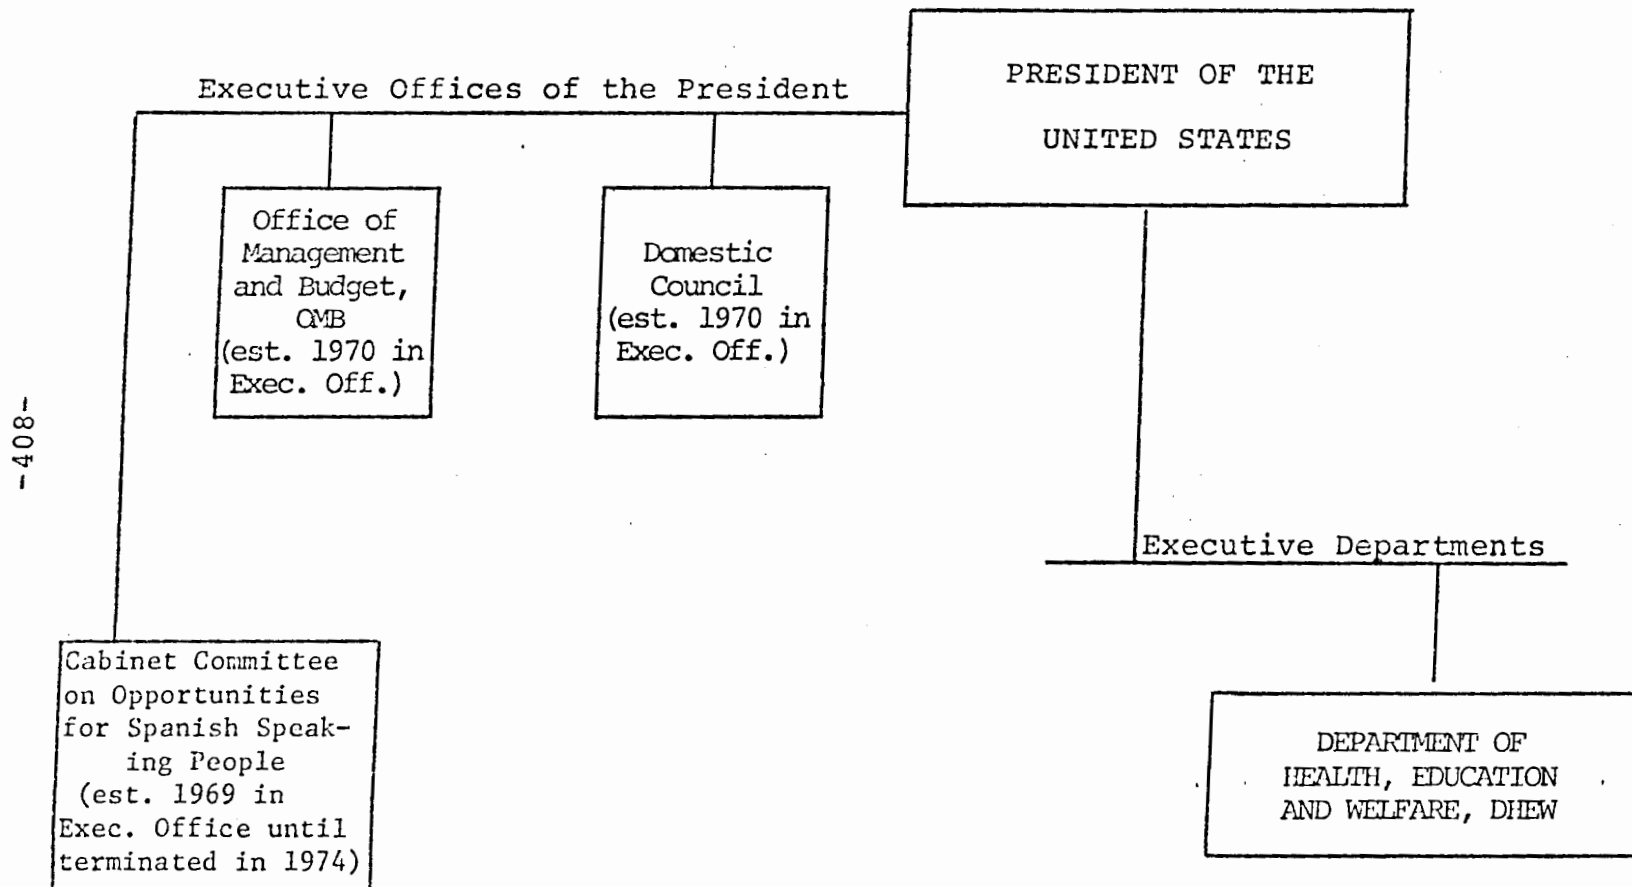 PRESIDENT OF THE
UNITED STATES
Executive Offices of the President
Office of
Management
and Budget,
OMB
(est. 1970 in
Exec. Off.)
Domestic
Council
(est. 1970 in
Exec. Off.)
-408-
Executive Departments
Cabinet Committee
on Opportunities
for Spanish Speak-
ing People
(est. 1969 in
Exec. Office until
terminated in 1974)
DEPARTMENT OF
HEALTH, EDUCATION
AND WELFARE, DHEW